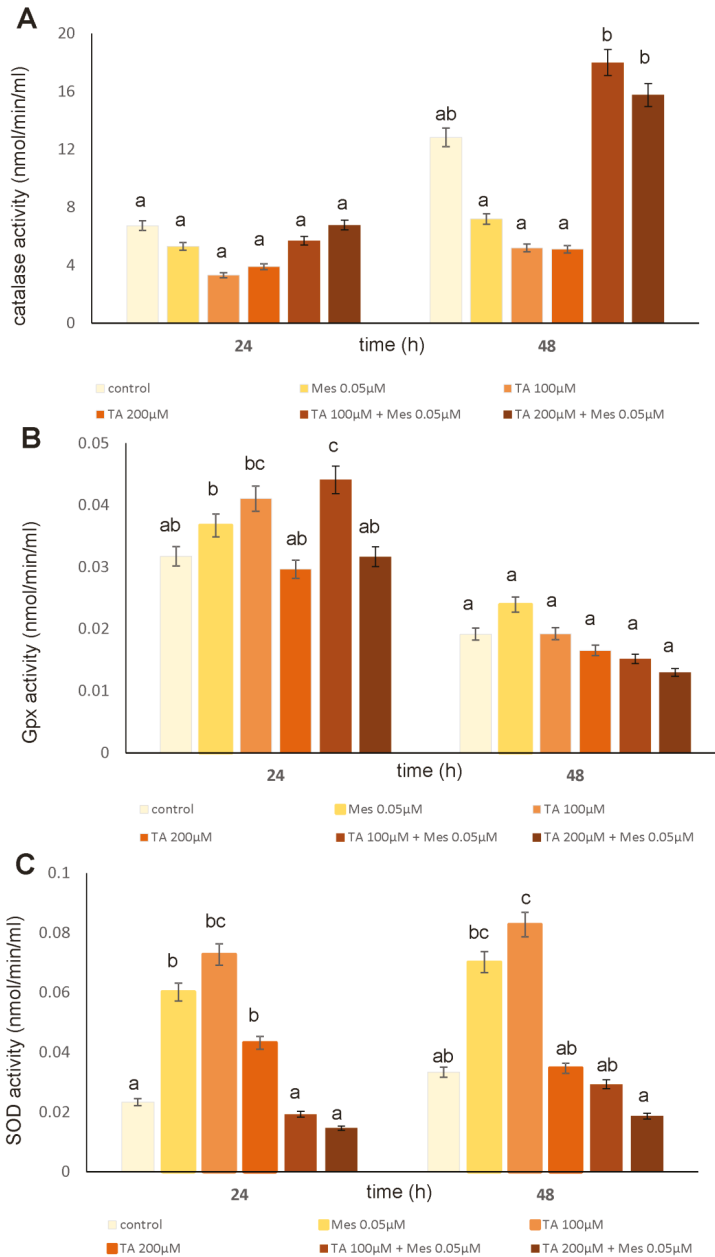 A
catalase activity (nmol/min/ml)
20
16
12
8
4
0
a
a
a
a
a
a
ab
a
a
a
b
b
24
time (h)
48
control
Mes 0.05µM
TA 100µM
TA 200µM
TA 100µM + Mes 0.05µM
TA 200µM + Mes 0.05µM
B
Gpx activity (nmol/min/ml)
0.05
0.04
0.03
0.02
0.01
0
ab
b
bc
ab
c
ab
a
a
a
a
a
a
24
time (h)
48
control
Mes 0.05µM
TA 100µM
TA 200µM
TA 100µM + Mes 0.05µM
TA 200µM + Mes 0.05µM
C
SOD activity (nmol/min/ml)
0.1
0.08
0.06
0.04
0.02
0
a
b
bc
b
a
a
ab
bc
c
ab
ab
a
24
time (h)
48
control
Mes 0.05µM
TA 100µM
TA 200µM
TA 100µM + Mes 0.05µM
TA 200µM + Mes 0.05µM